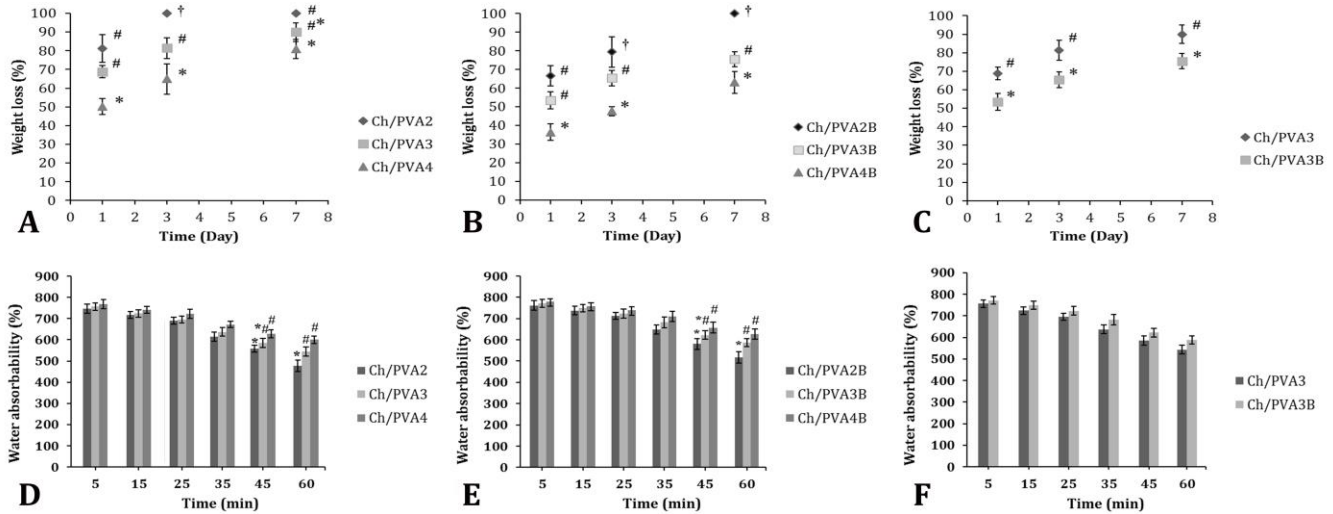 Weight loss (%)
100
90
80
70
60
50
40
30
20
10
0
0 1 2 3 4 5 6 7 8
Time (Day)
# # * † # * # #* *
Ch/PVA2
Ch/PVA3
Ch/PVA4
A
Weight loss (%)
100
90
80
70
60
50
40
30
20
10
0
0 1 2 3 4 5 6 7 8
Time (Day)
# # * † # * † # *
Ch/PVA2B
Ch/PVA3B
Ch/PVA4B
B
Weight loss (%)
100
90
80
70
60
50
40
30
20
10
0
0 1 2 3 4 5 6 7 8
Time (Day)
# * # * # *
Ch/PVA3
Ch/PVA3B
C
Water absorbability (%)
900
800
700
600
500
400
300
200
100
0
5 15 25 35 45 60
Time (min)
* *# # * # #
Ch/PVA2
Ch/PVA3
Ch/PVA4
D
Water absorbability (%)
900
800
700
600
500
400
300
200
100
0
5 15 25 35 45 60
Time (min)
* *# # * # #
Ch/PVA2B
Ch/PVA3B
Ch/PVA4B
E
Water absorbability (%)
900
800
700
600
500
400
300
200
100
0
5 15 25 35 45 60
Time (min)
Ch/PVA3
Ch/PVA3B
F